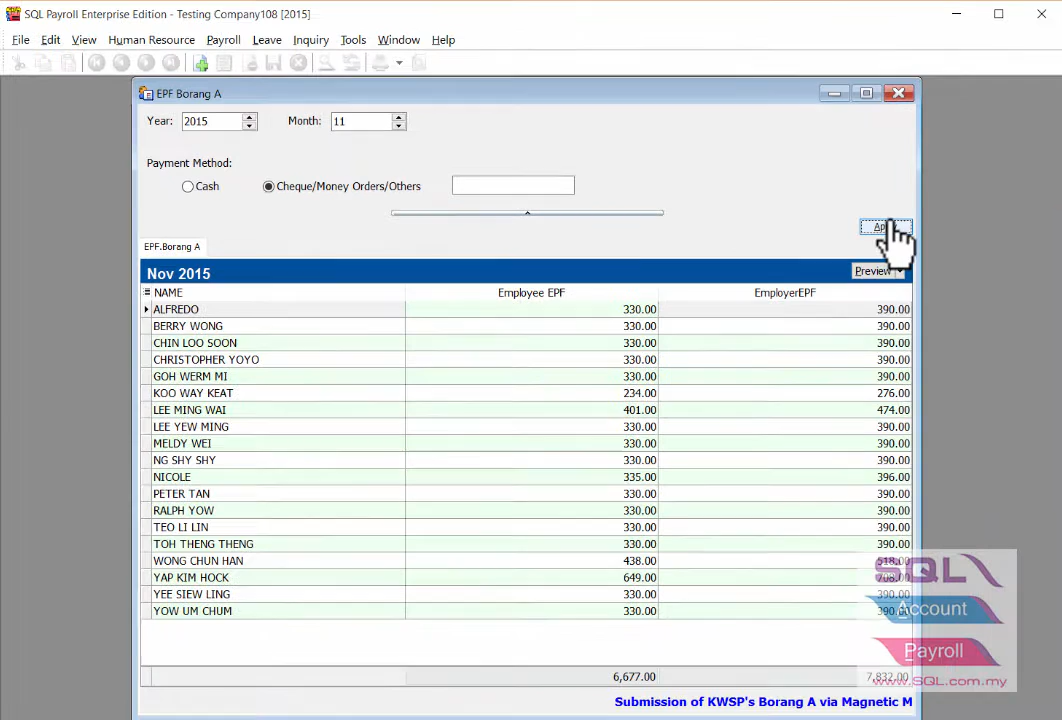 SQL Payroll Enterprise Edition - Testing Company108 [2015]
File Edit View Human Resource Payroll Leave Inquiry Tools Window Help
EPF Borang A
Year: 2015 Month: 11
Payment Method:
Cash Cheque/Money Orders/Others
EPF.Borang A
Nov 2015 Preview
NAME Employee EPF EmployerEPF
ALFREDO 330.00 390.00
BERRY WONG 330.00 390.00
CHIN LOO SOON 330.00 390.00
CHRISTOPHER YOYO 330.00 390.00
GOH WERM MI 330.00 390.00
KOO WAY KEAT 234.00 276.00
LEE MING WAI 401.00 474.00
LEE YEW MING 330.00 390.00
MELDY WEI 330.00 390.00
NG SHY SHY 330.00 390.00
NICOLE 335.00 396.00
PETER TAN 330.00 390.00
RALPH YOW 330.00 390.00
TEO LI LIN 330.00 390.00
TOH THENG THENG 330.00 390.00
WONG CHUN HAN 438.00 518.00
YAP KIM HOCK 649.00 708.00
YEE SIEW LING 330.00 390.00
YOW UM CHUM 330.00 390.00
6,677.00 7,832.00
Submission of KWSP's Borang A via Magnetic M
SQL
Account
Payroll
www.SQL.com.my